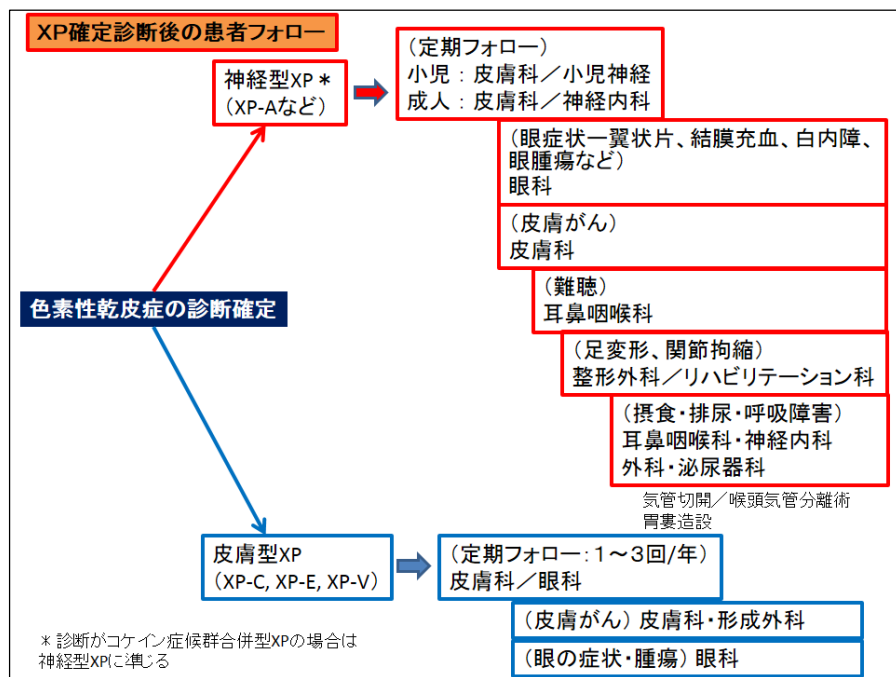 XP確定診断後の患者フォロー
神経型XP＊
（XP-Aなど）
（定期フォロー）
小児：皮膚科／小児神経
成人：皮膚科／神経内科
（眼症状－翼状片、結膜充血、白内障、
眼腫瘍など）
眼科
（皮膚がん）
皮膚科
（難聴）
耳鼻咽喉科
（足変形、関節拘縮）
整形外科／リハビリテーション科
（摂食・排尿・呼吸障害）
耳鼻咽喉科・神経内科
外科・泌尿器科
気管切開／喉頭気管分離術
胃婁造設
色素性乾皮症の診断確定
皮膚型XP
（XP-C, XP-E, XP-V）
（定期フォロー：１～３回/年）
皮膚科／眼科
（皮膚がん）皮膚科・形成外科
（眼の症状・腫瘍）眼科
＊診断がコケイン症候群合併型XPの場合は
神経型XPに準じる